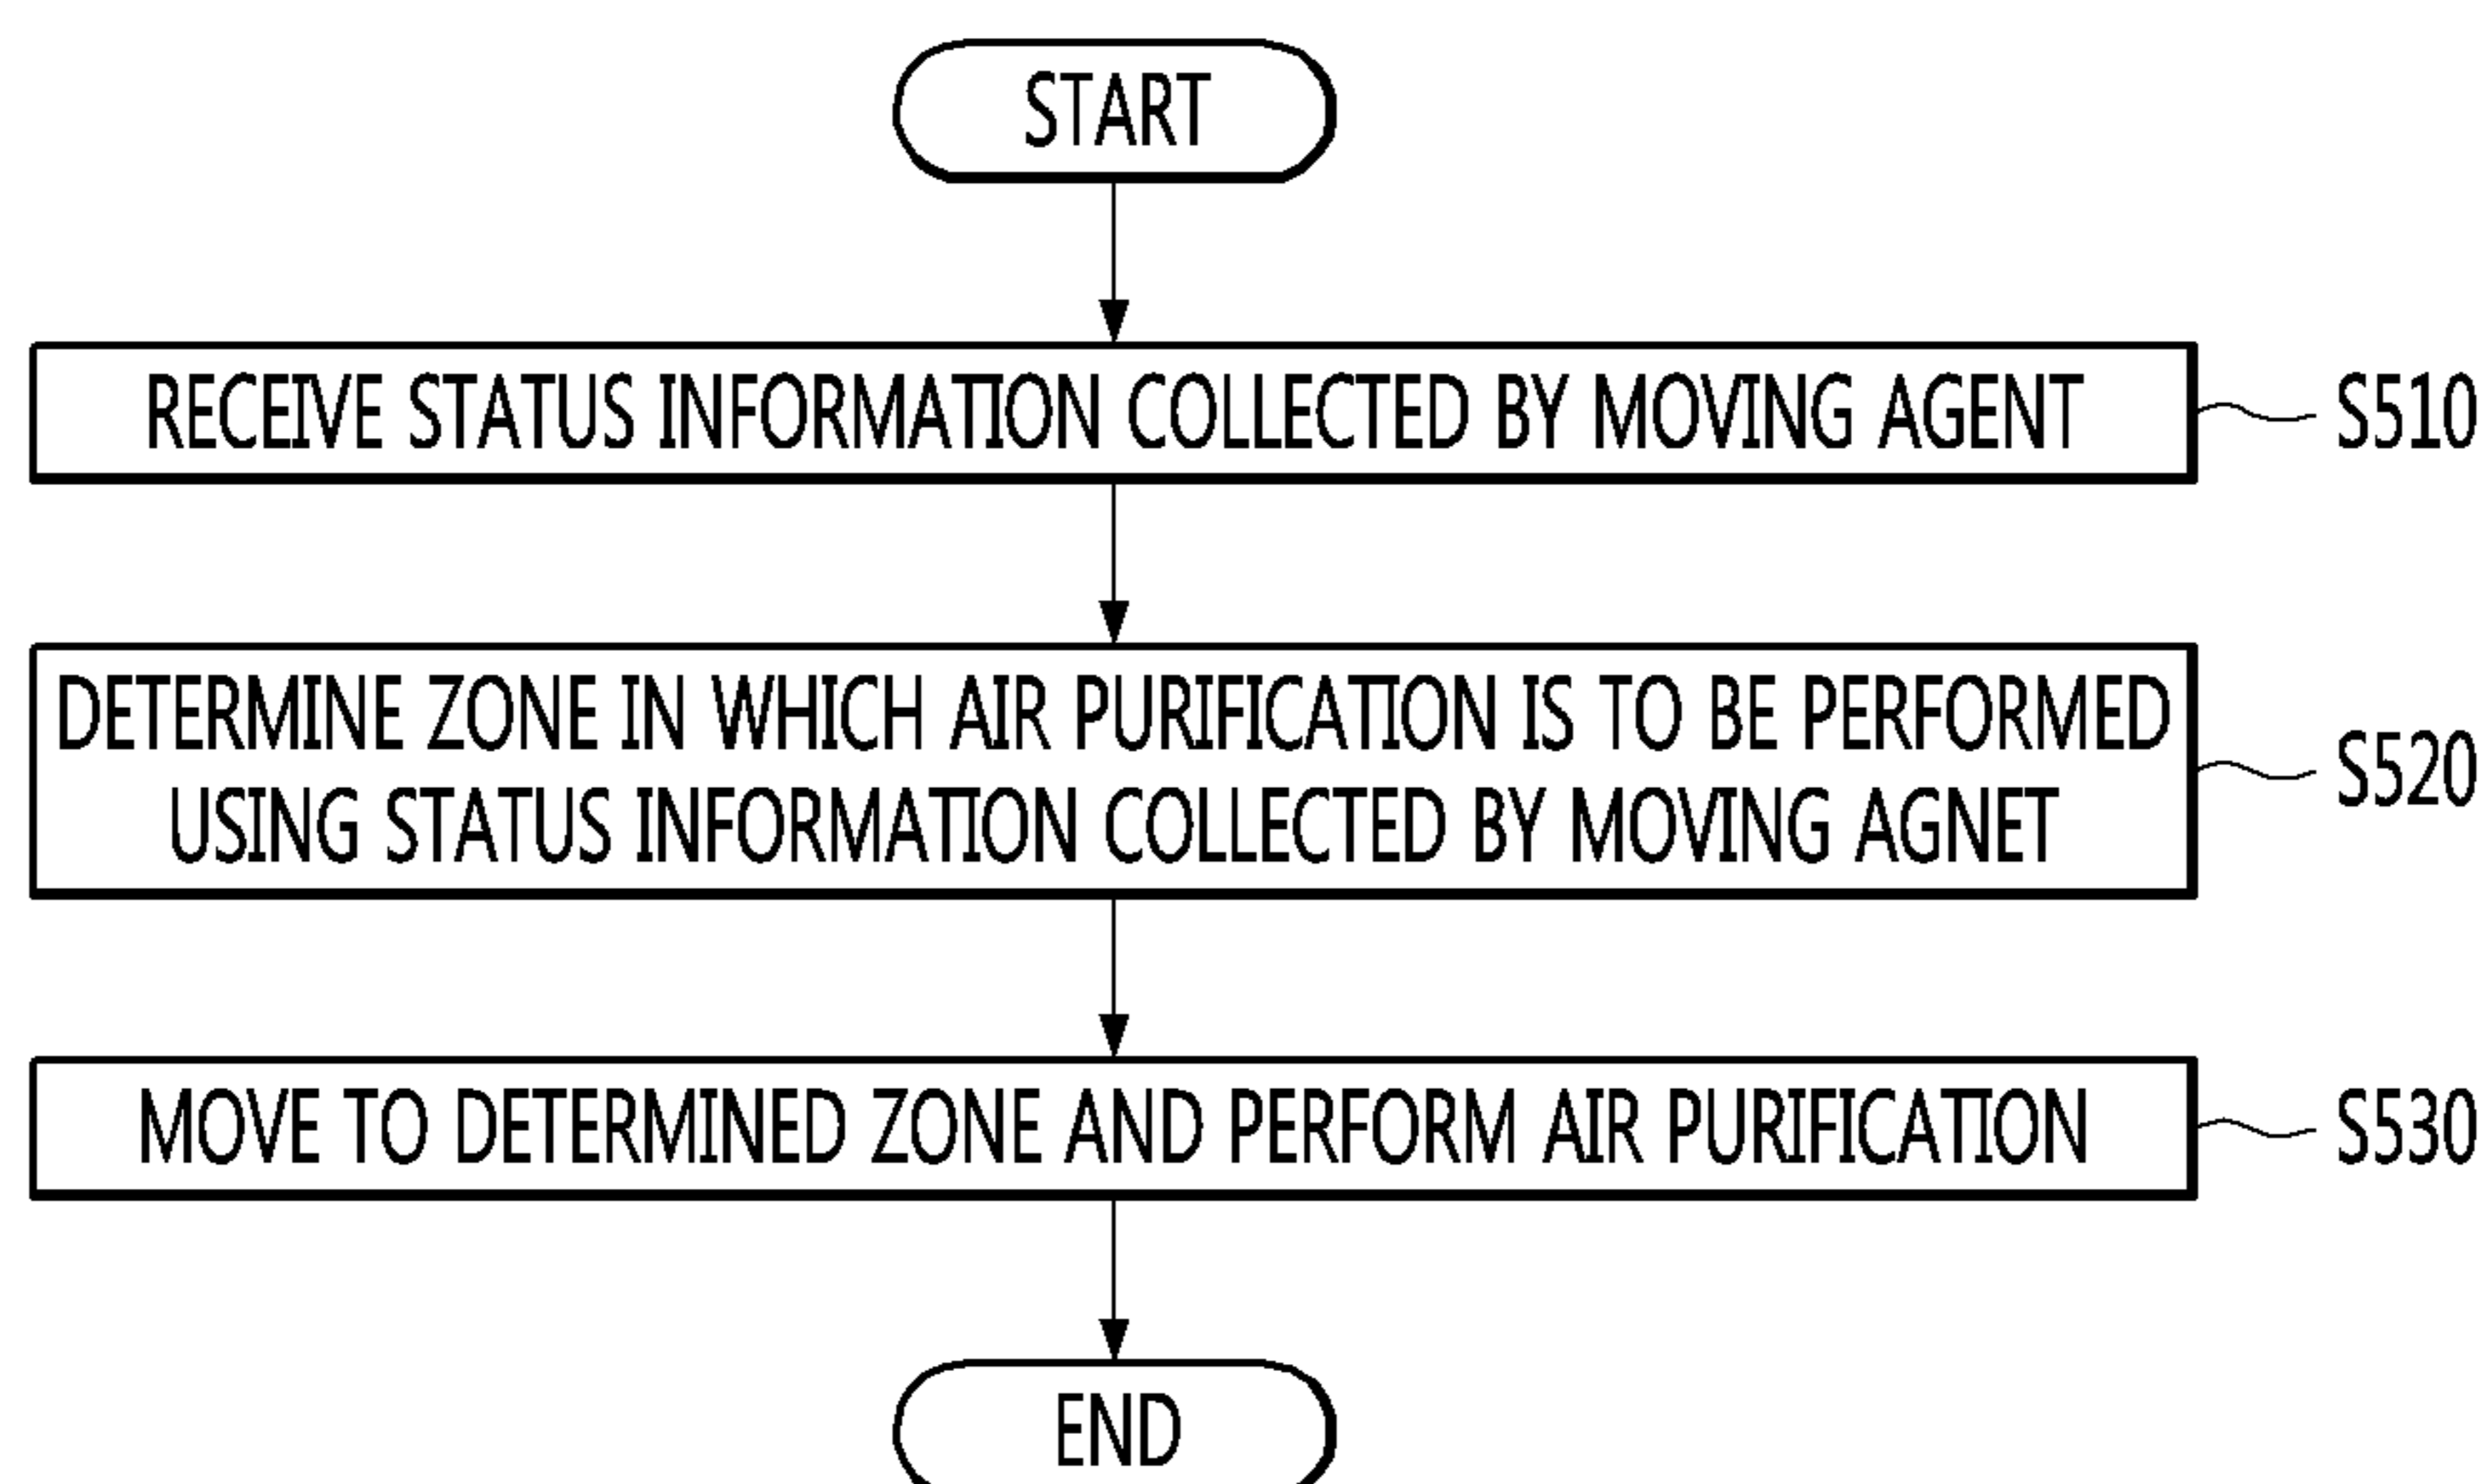 START
RECEIVE STATUS INFORMATION COLLECTED BY MOVING AGENT
S510
DETERMINE ZONE IN WHICH AIR PURIFICATION IS TO BE PERFORMED
USING STATUS INFORMATION COLLECTED BY MOVING AGNET
S520
MOVE TO DETERMINED ZONE AND PERFORM AIR PURIFICATION
S530
END